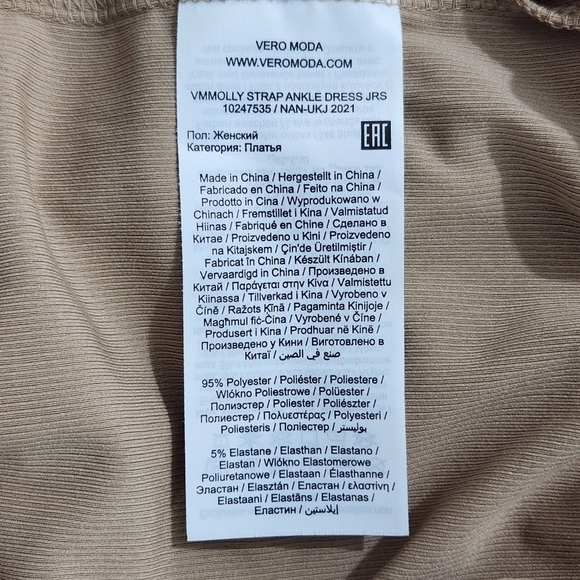 VERO MODA
WWW.VEROMODA.COM
VMMOLLY STRAP ANKLE DRESS JRS
10247535 / NAN-UKJ 2021
Пол: Женский
Категория: Платья
EAC
Made in China / Hergestellt in China /
Fabricado en China / Feito na China /
Prodotto in Cina / Wyprodukowano w
Chinach / Fremstillet i Kina / Valmistatud
Hiinas / Fabriqué en Chine / Сделано в
Китае / Proizvedeno u Kini / Proizvedeno
na Kitajskem / Çin'de Üretilmiştir /
Fabricat în China / Készült Kínában /
Vervaardigd in China / Произведено в
Китай / Παράγεται στην Κίνα / Valmistettu
Kiinassa / Tillverkad i Kina / Vyrobeno v
Číně / Ražots Ķīnā / Pagaminta Kinijoje /
Magħmul fiċ-Ċina / Vyrobené v Číne /
Produsert i Kina / Prodhuar në Kinë /
Произведено у Кини / Виготовлено в
Китаї / صنع في الصين
95% Polyester / Poliéster / Poliestere /
Wlókno Poliestrowe / Polüester /
Полиэстер / Poliester / Poliészter /
Полиестер / Πολυεστέρας / Polyesteri /
Poliesteris / Поліестер / بوليستر
5% Elastane / Elasthan / Elastano /
Elastan / Wlókno Elastomerowe
Poliuretanowe / Elastaan / Élasthanne /
Эластан / Elasztán / Еластан / ελαστίνη /
Elastaani / Elastāns / Elastanas /
Еластин / إيلاستين